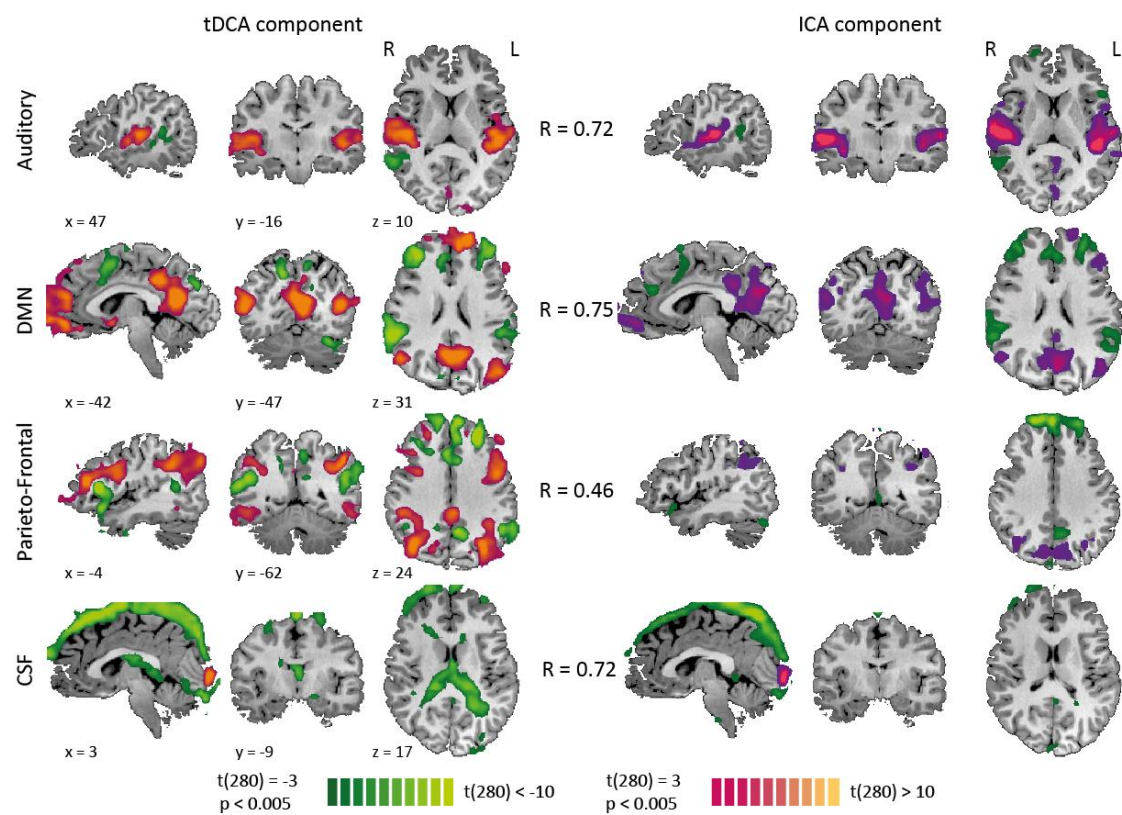 tDCA component
ICA component
R
L
R
L
Auditory
R = 0.72
x = 47
y = -16
z = 10
DMN
R = 0.75
x = -42
y = -47
z = 31
Parieto-Frontal
R = 0.46
x = -4
y = -62
z = 24
CSF
R = 0.72
x = 3
y = -9
z = 17
t(280) = -3
p < 0.005
t(280) < -10
t(280) = 3
p < 0.005
t(280) > 10